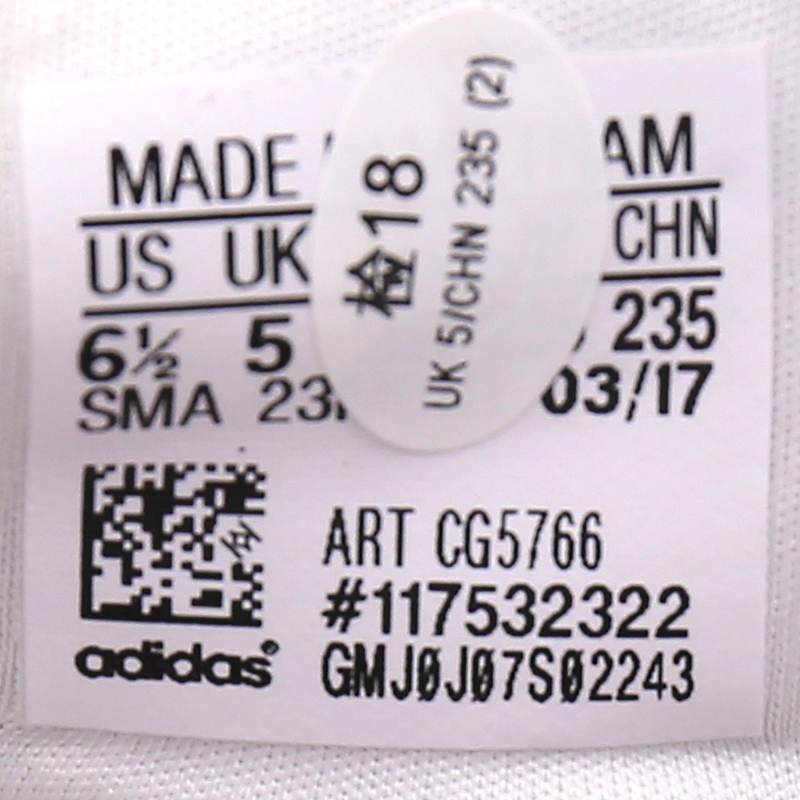 MADE
AM
US UK
CHN
6½ 5
235
SMA 23
03/17
检18
UK 5/CHN 235 (2)
ART CG5766
#117532322
GMJ0J07S02243
adidas